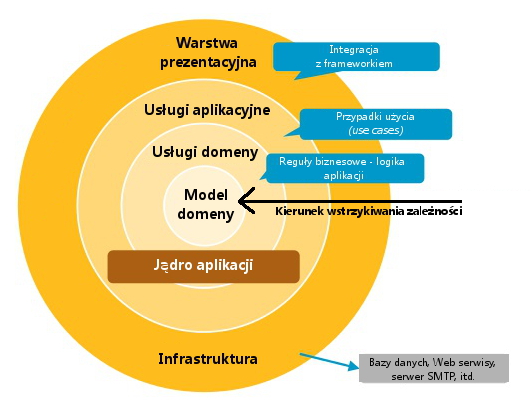 Warstwa
prezentacyjna
Integracja
z frameworkiem
Usługi aplikacyjne
Przypadki użycia
(use cases)
Usługi domeny
Reguły biznesowe - logika
aplikacji
Model
domeny
Kierunek wstrzykiwania zależności
Jądro aplikacji
Infrastruktura
Bazy danych, Web serwisy,
serwer SMTP, itd.